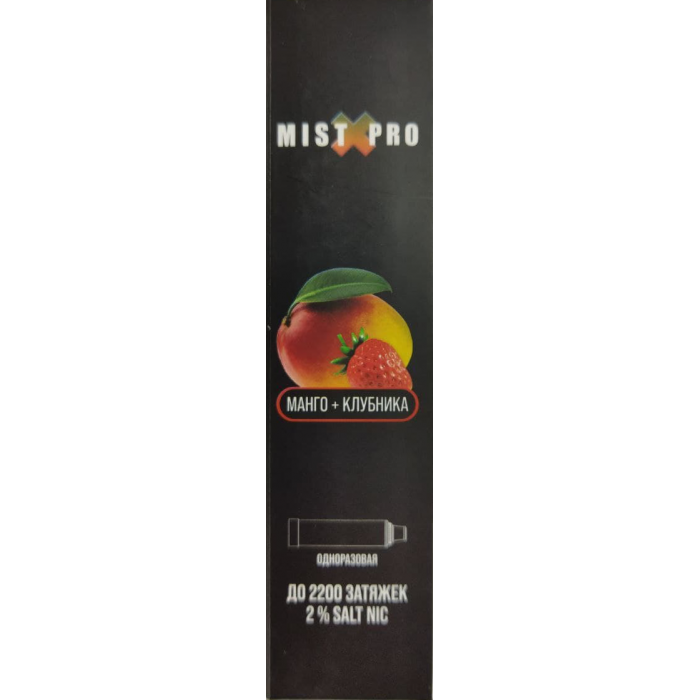 MIST X PRO
МАНГО + КЛУБНИКА
ОДНОРАЗОВАЯ
ДО 2200 ЗАТЯЖЕК
2 % SALT NIC